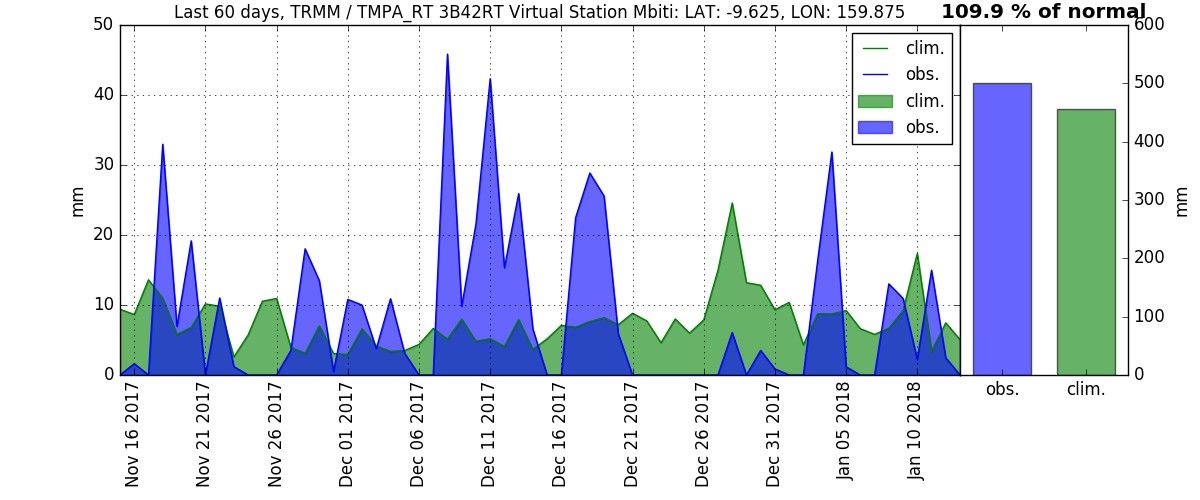 Last 60 days, TRMM / TMPA_RT 3B42RT Virtual Station Mbiti: LAT: -9.625, LON: 159.875
109.9 % of normal
50
40
30
20
10
0
mm
clim.
obs.
clim.
obs.
600
500
400
300
200
100
0
mm
obs.
clim.
Nov 16 2017
Nov 21 2017
Nov 26 2017
Dec 01 2017
Dec 06 2017
Dec 11 2017
Dec 16 2017
Dec 21 2017
Dec 26 2017
Dec 31 2017
Jan 05 2018
Jan 10 2018